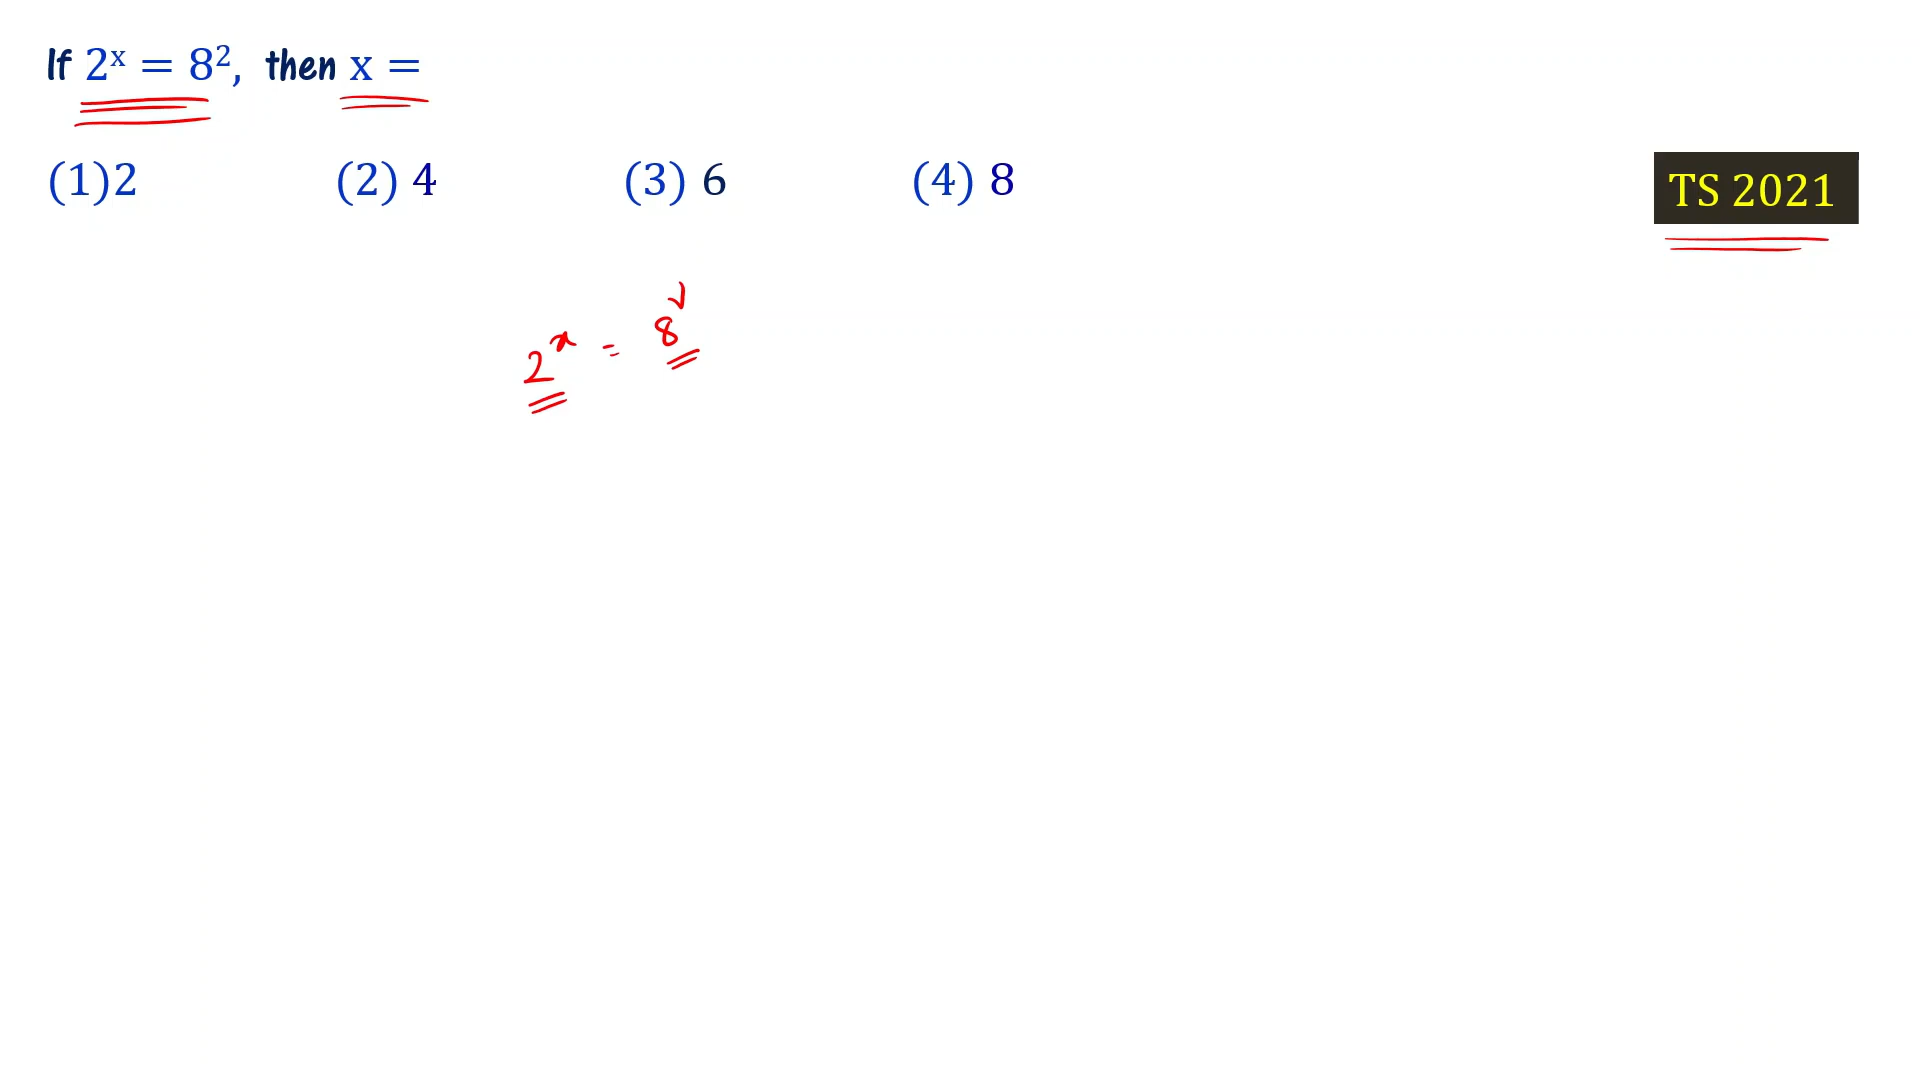 If 2ˣ = 8², then x =
(1)2 (2) 4 (3) 6 (4) 8
TS 2021
2ˣ = 8²